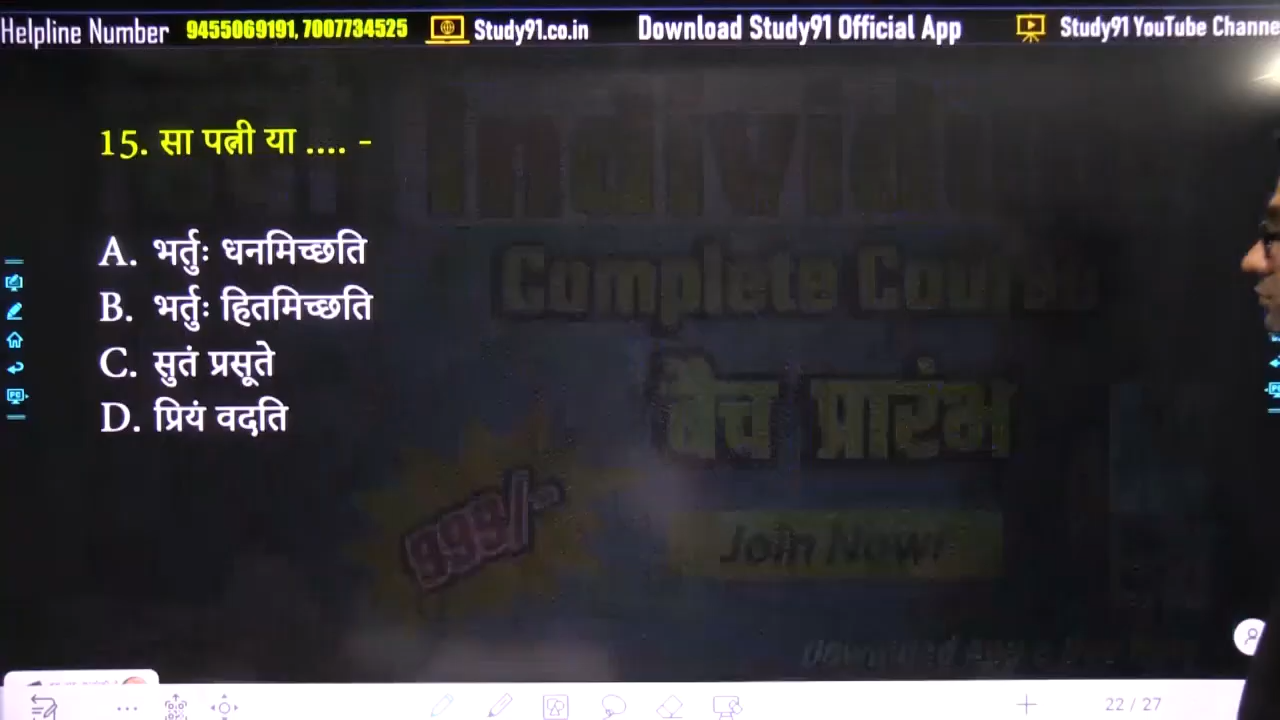 Helpline Number 9455069191, 7007734525 Study91.co.in Download Study91 Official App Study91 YouTube Channe
15. सा पत्नी या .... -
A. भर्तुः धनमिच्छति
B. भर्तुः हितमिच्छति
C. सुतं प्रसूते
D. प्रियं वदति
Complete
बैच प्रारंभ
999/-
Join Now!
22 / 27